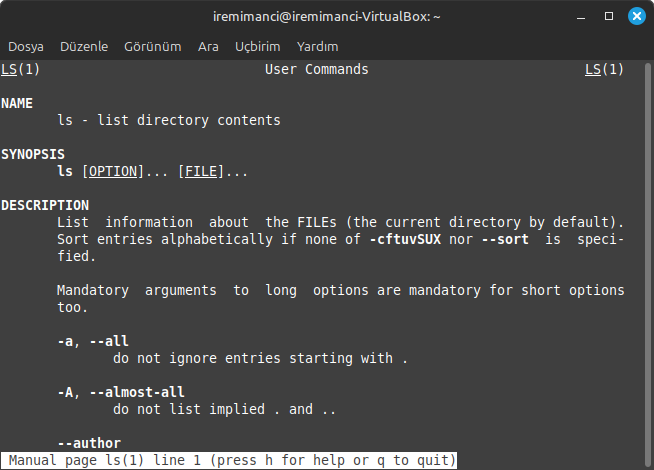 iremimanci@iremimanci-VirtualBox: ~
Dosya Düzenle Görünüm Ara Uçbirim Yardım
LS(1) User Commands LS(1)
NAME
ls - list directory contents
SYNOPSIS
ls [OPTION]... [FILE]...
DESCRIPTION
List information about the FILEs (the current directory by default).
Sort entries alphabetically if none of -cftuvSUX nor --sort is speci-
fied.
Mandatory arguments to long options are mandatory for short options
too.
-a, --all
do not ignore entries starting with .
-A, --almost-all
do not list implied . and ..
--author
Manual page ls(1) line 1 (press h for help or q to quit)